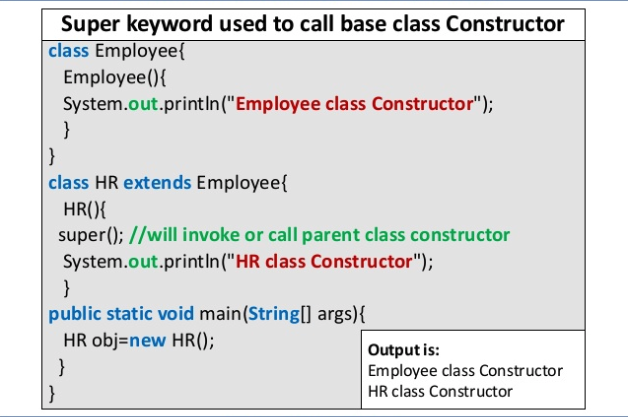 Super keyword used to call base class Constructor
class Employee{
Employee(){
System.out.println("Employee class Constructor");
}
}
class HR extends Employee{
HR(){
super(); //will invoke or call parent class constructor
System.out.println("HR class Constructor");
}
public static void main(String[] args){
HR obj=new HR();
}
}
Output is:
Employee class Constructor
HR class Constructor